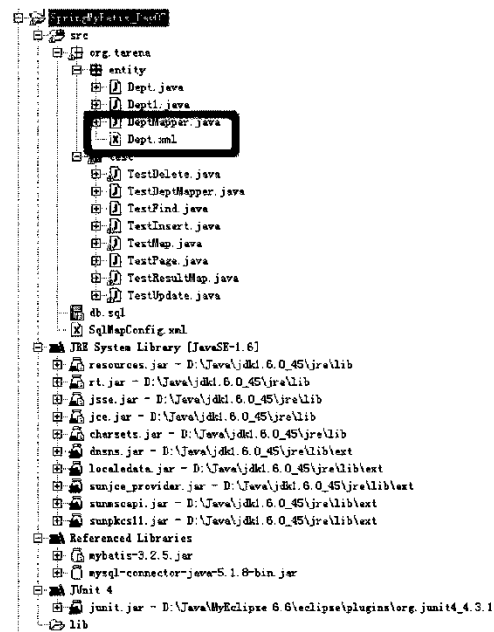 SpringMyBatis_Day02
src
org.tarena
entity
Dept.java
Dept1.java
DeptMapper.java
Dept.xml
test
TestDelete.java
TestDeptMapper.java
TestFind.java
TestInsert.java
TestMap.java
TestPage.java
TestResultMap.java
TestUpdate.java
db.sql
SqlMapConfig.xml
JRE System Library [JavaSE-1.6]
resources.jar - D:\Java\jdk1.6.0_45\jre\lib
rt.jar - D:\Java\jdk1.6.0_45\jre\lib
jsse.jar - D:\Java\jdk1.6.0_45\jre\lib
jce.jar - D:\Java\jdk1.6.0_45\jre\lib
charsets.jar - D:\Java\jdk1.6.0_45\jre\lib
dnsns.jar - D:\Java\jdk1.6.0_45\jre\lib\ext
localedata.jar - D:\Java\jdk1.6.0_45\jre\lib\ext
sunjce_provider.jar - D:\Java\jdk1.6.0_45\jre\lib\ext
sunmscapi.jar - D:\Java\jdk1.6.0_45\jre\lib\ext
sunpkcs11.jar - D:\Java\jdk1.6.0_45\jre\lib\ext
Referenced Libraries
mybatis-3.2.5.jar
mysql-connector-java-5.1.8-bin.jar
JUnit 4
junit.jar - D:\Java\MyEclipse 6.6\eclipse\plugins\org.junit4_4.3.1
lib